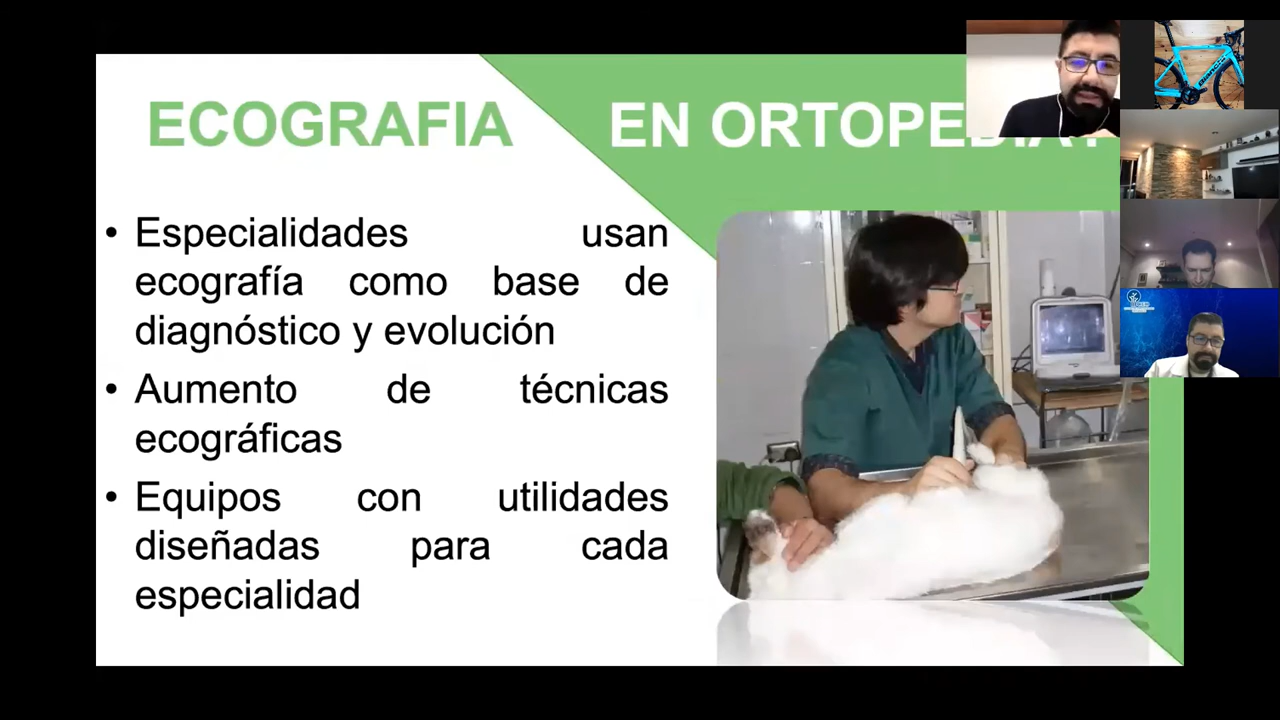 ECOGRAFIA EN ORTOPEDIA?
• Especialidades usan
ecografía como base de
diagnóstico y evolución
• Aumento de técnicas
ecográficas
• Equipos con utilidades
diseñadas para cada
especialidad